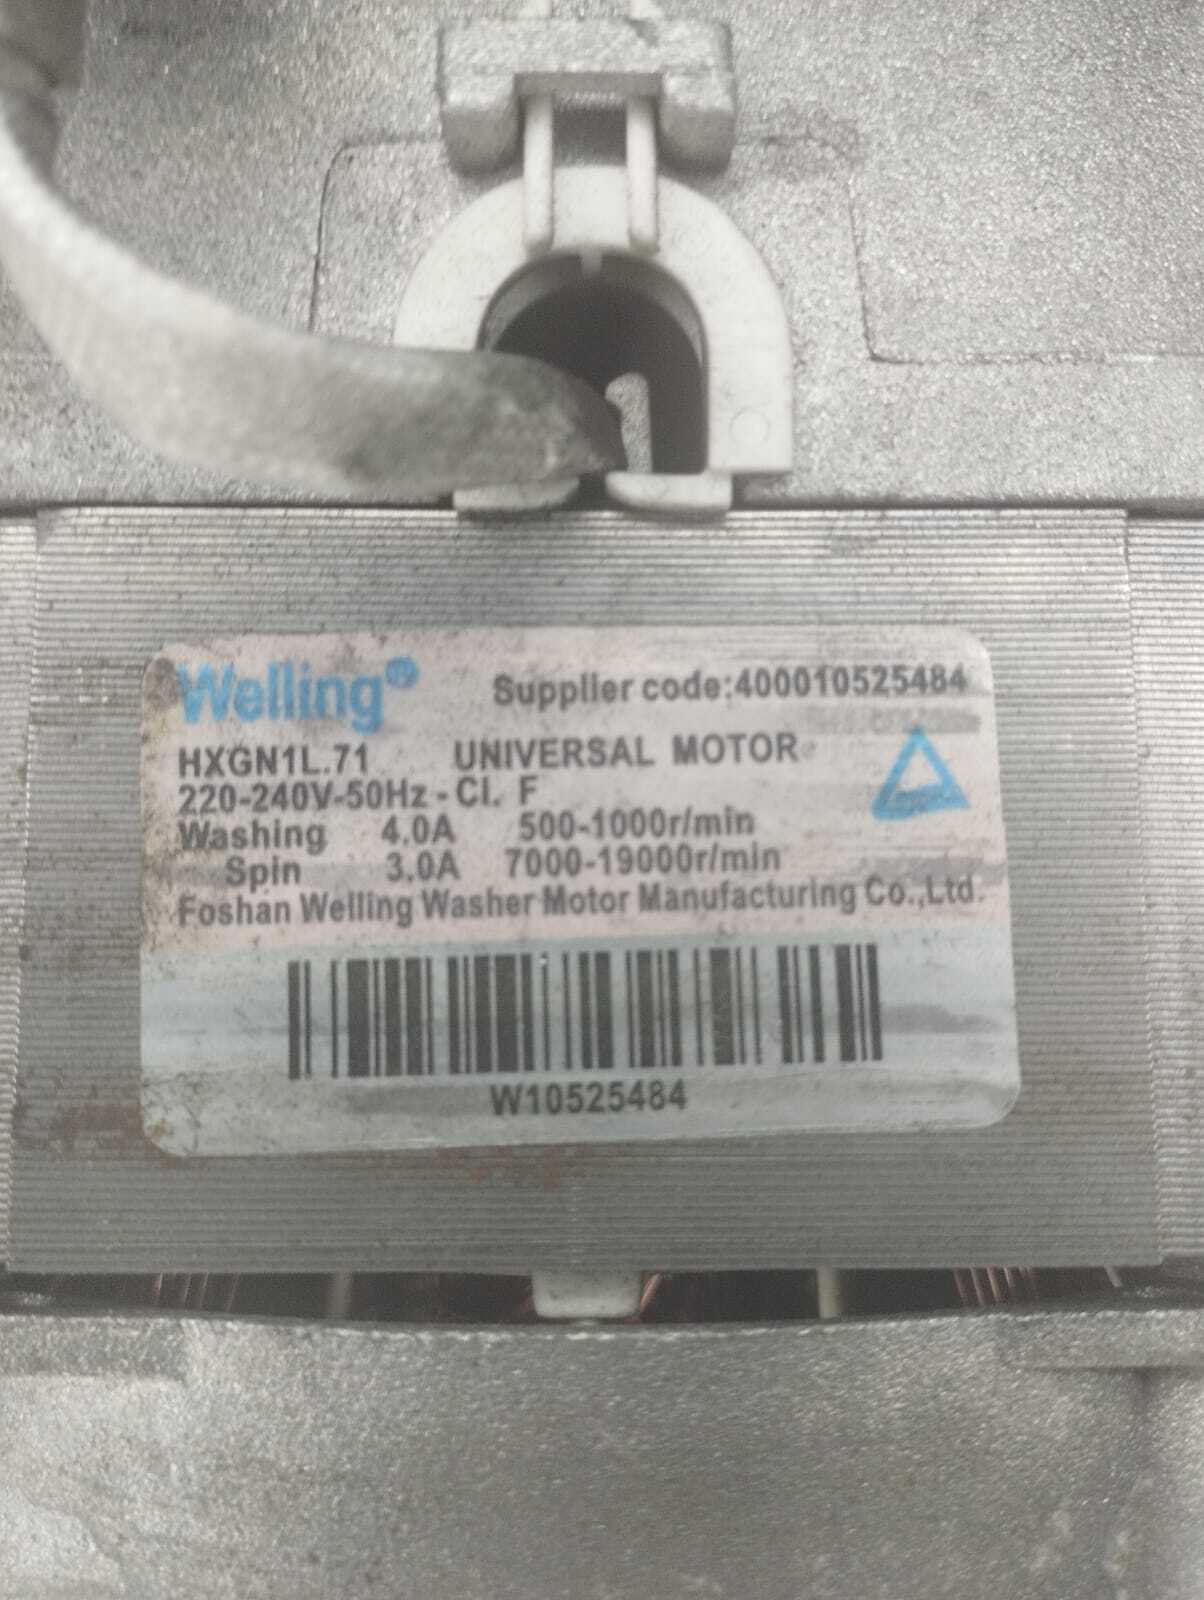 Welling®
Supplier code:400010525484
HXGN1L.71 UNIVERSAL MOTOR
220-240V-50Hz - Cl. F
Washing 4.0A 500-1000r/min
Spin 3.0A 7000-19000r/min
Foshan Welling Washer Motor Manufacturing Co.,Ltd.
W10525484